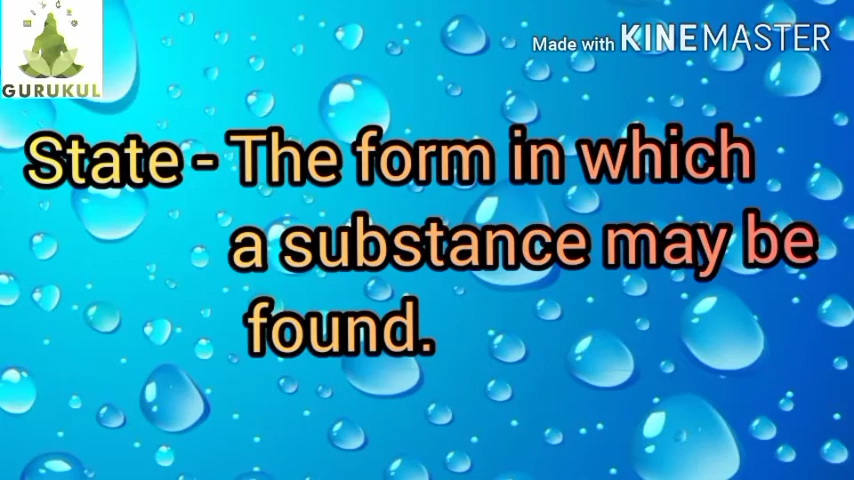 Made with KINEMASTER
GURUKUL
State - The form in which
a substance may be
found.